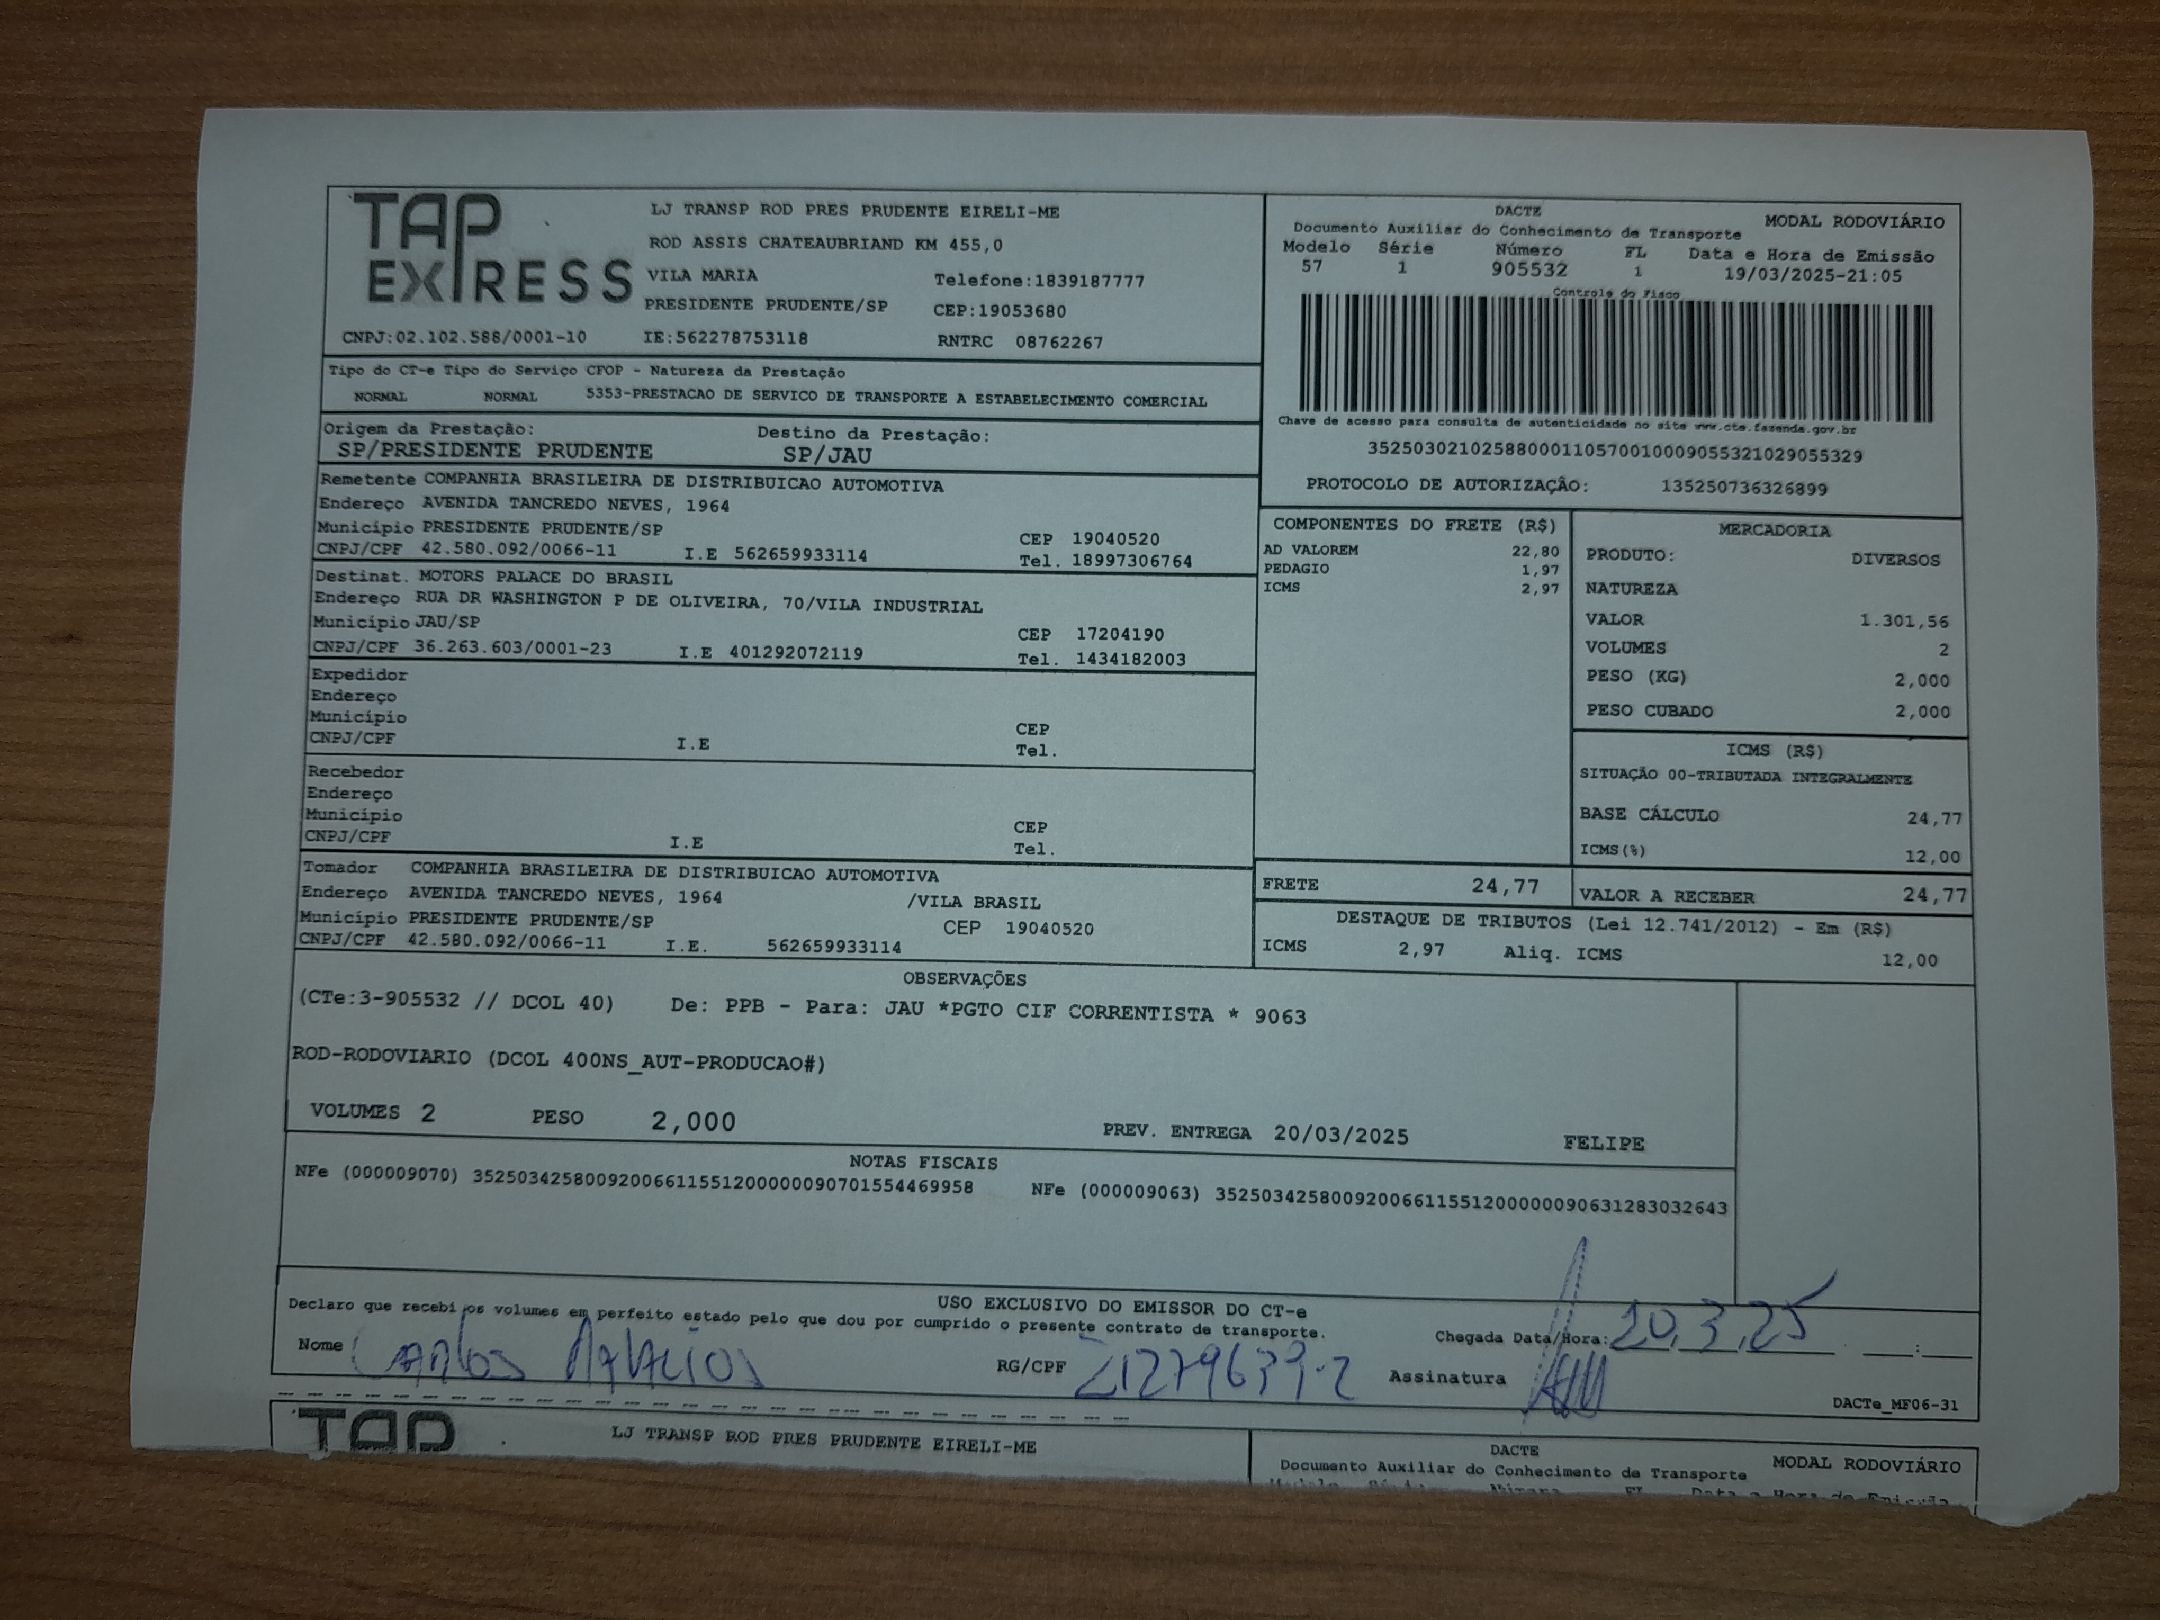 TAP EXPRESS
LJ TRANSP ROD PRES PRUDENTE EIRELI-ME
ROD ASSIS CHATEAUBRIAND KM 455,0
VILA MARIA Telefone:1839187777
PRESIDENTE PRUDENTE/SP CEP:19053680
CNPJ:02.102.588/0001-10 IE:562278753118 RNTRC 08762267
DACTE
Documento Auxiliar do Conhecimento de Transporte MODAL RODOVIÁRIO
Modelo Série Número FL Data e Hora de Emissão
57 1 905532 1 19/03/2025-21:05
Controle do Fisco
Chave de acesso para consulta de autenticidade no site www.cte.fazenda.gov.br
35250302102588000110570010009055321029055329
PROTOCOLO DE AUTORIZAÇÂO: 135250736326899
Tipo do CT-e Tipo do Serviço CFOP - Natureza da Prestação
NORMAL NORMAL 5353-PRESTACAO DE SERVICO DE TRANSPORTE A ESTABELECIMENTO COMERCIAL
Origem da Prestação: Destino da Prestação:
SP/PRESIDENTE PRUDENTE SP/JAU
Remetente COMPANHIA BRASILEIRA DE DISTRIBUICAO AUTOMOTIVA
Endereço AVENIDA TANCREDO NEVES, 1964
Município PRESIDENTE PRUDENTE/SP CEP 19040520
CNPJ/CPF 42.580.092/0066-11 I.E 562659933114 Tel. 18997306764
Destinat. MOTORS PALACE DO BRASIL
Endereço RUA DR WASHINGTON P DE OLIVEIRA, 70/VILA INDUSTRIAL
Município JAU/SP CEP 17204190
CNPJ/CPF 36.263.603/0001-23 I.E 401292072119 Tel. 1434182003
Expedidor
Endereço
Município CEP
CNPJ/CPF I.E Tel.
Recebedor
Endereço
Município CEP
CNPJ/CPF I.E Tel.
Tomador COMPANHIA BRASILEIRA DE DISTRIBUICAO AUTOMOTIVA
Endereço AVENIDA TANCREDO NEVES, 1964 /VILA BRASIL
Município PRESIDENTE PRUDENTE/SP CEP 19040520
CNPJ/CPF 42.580.092/0066-11 I.E. 562659933114
COMPONENTES DO FRETE (R$)
AD VALOREM 22,80
PEDAGIO 1,97
ICMS 2,97
MERCADORIA
PRODUTO: DIVERSOS
NATUREZA
VALOR 1.301,56
VOLUMES 2
PESO (KG) 2,000
PESO CUBADO 2,000
ICMS (R$)
SITUAÇÃO 00-TRIBUTADA INTEGRALMENTE
BASE CÁLCULO 24,77
ICMS(%) 12,00
FRETE 24,77 VALOR A RECEBER 24,77
DESTAQUE DE TRIBUTOS (Lei 12.741/2012) - Em (R$)
ICMS 2,97 Aliq. ICMS 12,00
OBSERVAÇÕES
(CTe:3-905532 // DCOL 40) De: PPB - Para: JAU *PGTO CIF CORRENTISTA * 9063
ROD-RODOVIARIO (DCOL 400NS_AUT-PRODUCAO#)
VOLUMES 2 PESO 2,000 PREV. ENTREGA 20/03/2025 FELIPE
NOTAS FISCAIS
NFe (000009070) 35250342580092006611551200000090701554469958 NFe (000009063) 35250342580092006611551200000090631283032643
USO EXCLUSIVO DO EMISSOR DO CT-e
Declaro que recebi os volumes em perfeito estado pelo que dou por cumprido o presente contrato de transporte.
Chegada Data/Hora: 20.3.25 __:__
Nome Carlos RG/CPF 21279639-2 Assinatura
DACTe_MF06-31
TAP
LJ TRANSP ROD PRES PRUDENTE EIRELI-ME
DACTE
Documento Auxiliar do Conhecimento de Transporte MODAL RODOVIÁRIO